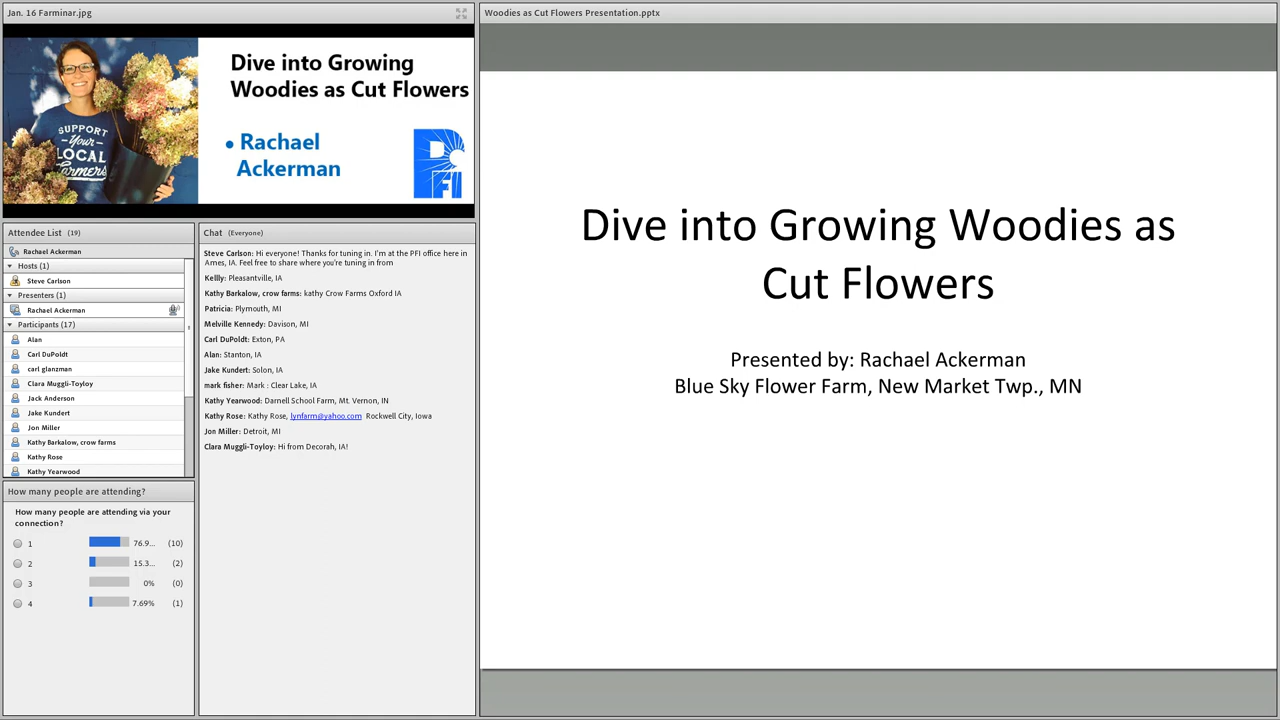 Jan. 16 Farminar.jpg
Dive into Growing
Woodies as Cut Flowers
• Rachael
Ackerman
SUPPORT
Your
LOCAL
Farmers
PFI
Attendee List (19)
Rachael Ackerman
Hosts (1)
Steve Carlson
Presenters (1)
Rachael Ackerman
Participants (17)
Alan
Carl DuPoldt
carl glanzman
Clara Muggli-Toyloy
Jack Anderson
Jake Kundert
Jon Miller
Kathy Barkalow, crow farms
Kathy Rose
Kathy Yearwood
Chat (Everyone)
Steve Carlson: Hi everyone! Thanks for tuning in. I'm at the PFI office here in
Ames, IA. Feel free to share where you're tuning in from
Kellly: Pleasantville, IA
Kathy Barkalow, crow farms: kathy Crow Farms Oxford IA
Patricia: Plymouth, MI
Melville Kennedy: Davison, MI
Carl DuPoldt: Exton, PA
Alan: Stanton, IA
Jake Kundert: Solon, IA
mark fisher: Mark : Clear Lake, IA
Kathy Yearwood: Darnell School Farm, Mt. Vernon, IN
Kathy Rose: Kathy Rose, lynfarm@yahoo.com Rockwell City, Iowa
Jon Miller: Detroit, MI
Clara Muggli-Toyloy: Hi from Decorah, IA!
How many people are attending?
How many people are attending via your
connection?
1 76.9... (10)
2 15.3... (2)
3 0% (0)
4 7.69% (1)
Woodies as Cut Flowers Presentation.pptx
Dive into Growing Woodies as
Cut Flowers
Presented by: Rachael Ackerman
Blue Sky Flower Farm, New Market Twp., MN